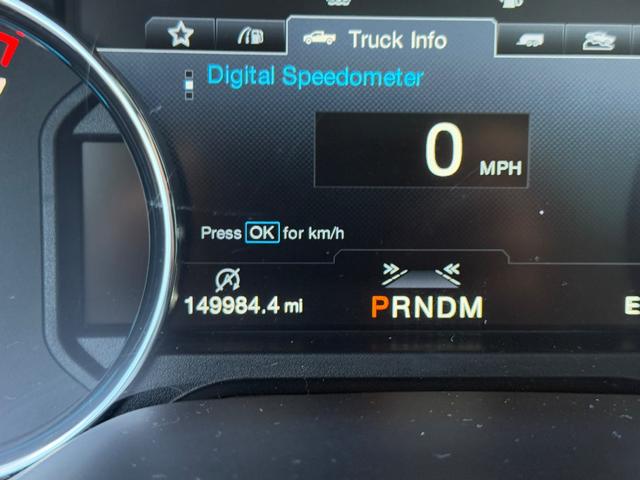 Truck Info
Digital Speedometer
0 MPH
Press OK for km/h
149984.4 mi
PRNDM
E